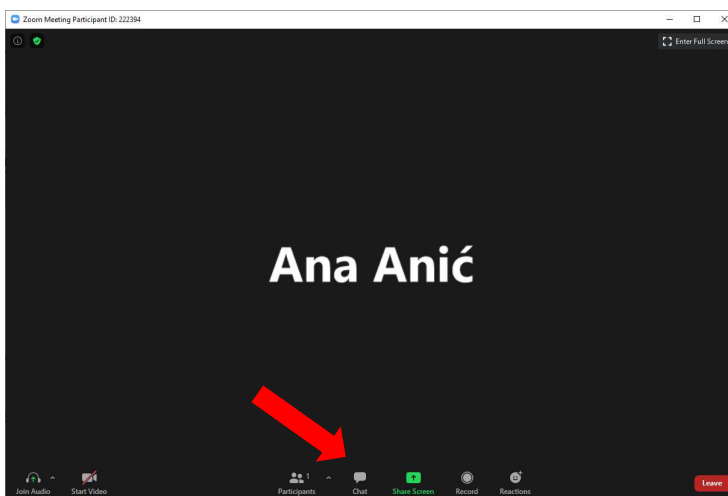 Zoom Meeting Participant ID: 222394
Enter Full Screen
Ana Anić
1
Join Audio Start Video Participants Chat Share Screen Record Reactions Leave